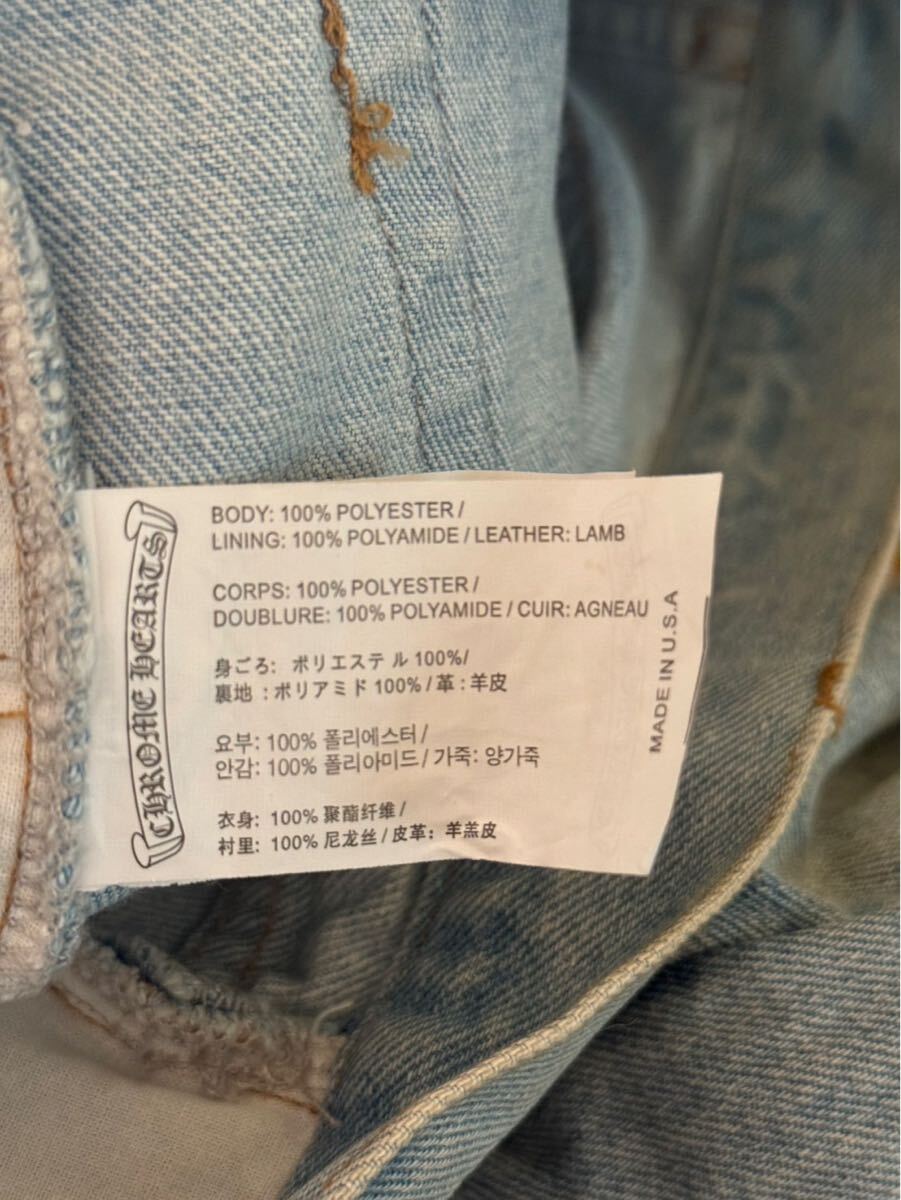 CHROME HEARTS
BODY: 100% POLYESTER /
LINING: 100% POLYAMIDE / LEATHER: LAMB
CORPS: 100% POLYESTER /
DOUBLURE: 100% POLYAMIDE / CUIR: AGNEAU
身ごろ: ポリエステ ル 100%/
裏地 : ポリアミド 100% / 革 : 羊皮
요부: 100% 폴리에스터 /
안감: 100% 폴리아미드 / 가죽: 양가죽
衣身: 100% 聚酯纤维 /
衬里: 100% 尼龙丝 / 皮革: 羊羔皮
MADE IN U.S.A